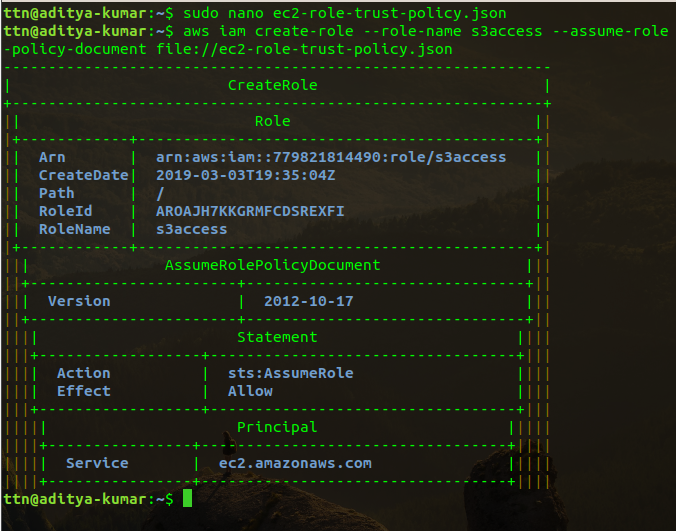 ttn@aditya-kumar:~$ sudo nano ec2-role-trust-policy.json
ttn@aditya-kumar:~$ aws iam create-role --role-name s3access --assume-role
-policy-document file://ec2-role-trust-policy.json
CreateRole
Role
Arn | arn:aws:iam::779821814490:role/s3access
CreateDate| 2019-03-03T19:35:04Z
Path | /
RoleId | AROAJH7KKGRMFCDSREXFI
RoleName | s3access
AssumeRolePolicyDocument
Version | 2012-10-17
Statement
Action | sts:AssumeRole
Effect | Allow
Principal
Service | ec2.amazonaws.com
ttn@aditya-kumar:~$